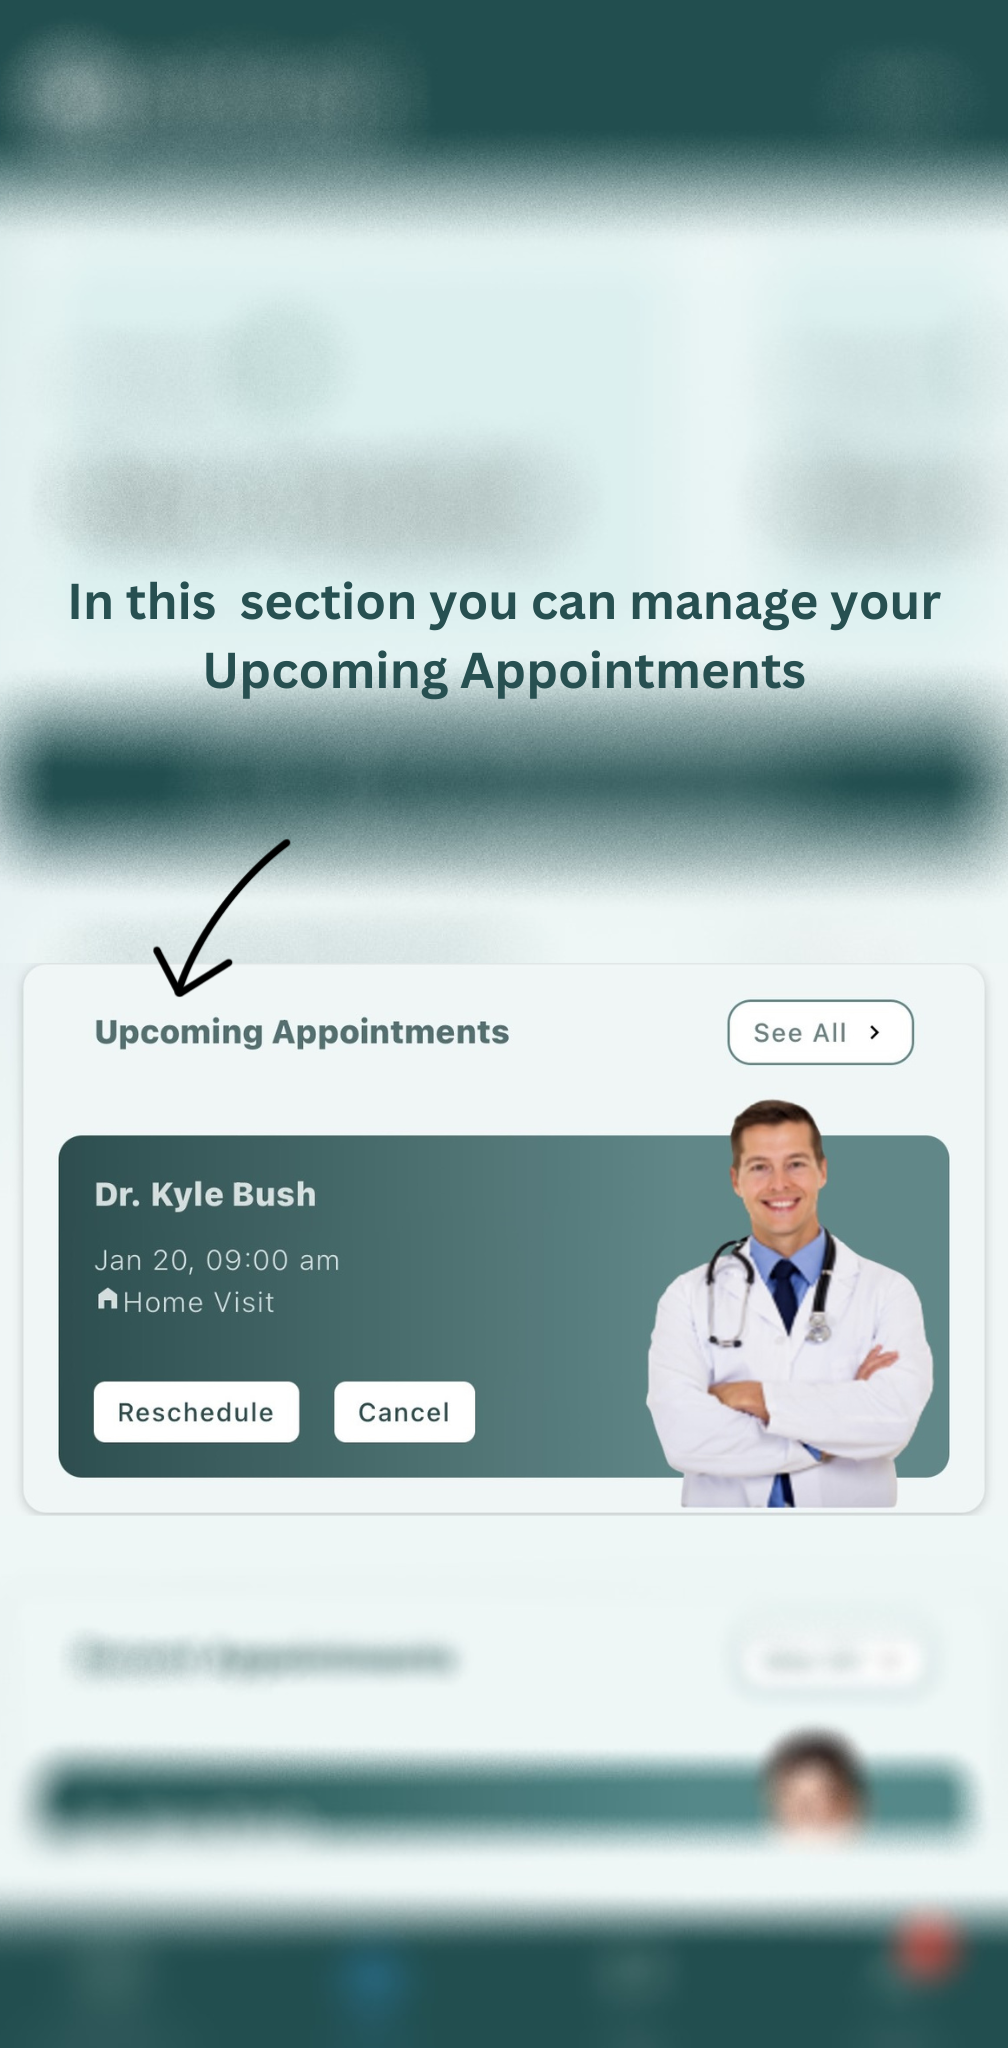 In this  section you can manage your
Upcoming Appointments
Upcoming Appointments
See All
Dr. Kyle Bush
Jan 20, 09:00 am
Home Visit
Reschedule
Cancel